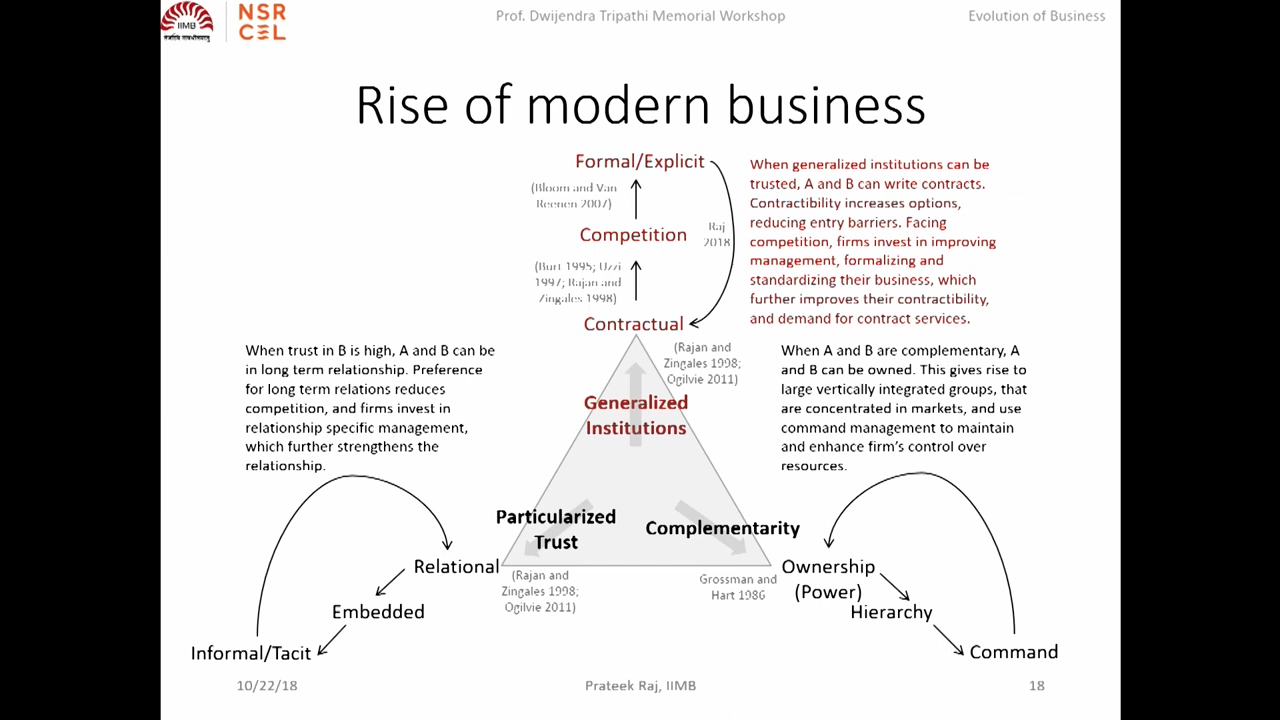 IIMB
NSR
CEL
Prof. Dwijendra Tripathi Memorial Workshop
Evolution of Business
Rise of modern business
Formal/Explicit
(Bloom and Van
Reenen 2007)
Competition
Raj
2018
(Burt 1995; Uzzi
1997; Rajan and
Zingales 1998)
Contractual
(Rajan and
Zingales 1998;
Ogilvie 2011)
When generalized institutions can be
trusted, A and B can write contracts.
Contractibility increases options,
reducing entry barriers. Facing
competition, firms invest in improving
management, formalizing and
standardizing their business, which
further improves their contractibility,
and demand for contract services.
When trust in B is high, A and B can be
in long term relationship. Preference
for long term relations reduces
competition, and firms invest in
relationship specific management,
which further strengthens the
relationship.
When A and B are complementary, A
and B can be owned. This gives rise to
large vertically integrated groups, that
are concentrated in markets, and use
command management to maintain
and enhance firm's control over
resources.
Generalized
Institutions
Particularized
Trust
Complementarity
Relational
(Rajan and
Zingales 1998;
Ogilvie 2011)
Grossman and
Hart 1986
Ownership
(Power)
Embedded
Hierarchy
Informal/Tacit
Command
10/22/18
Prateek Raj, IIMB
18